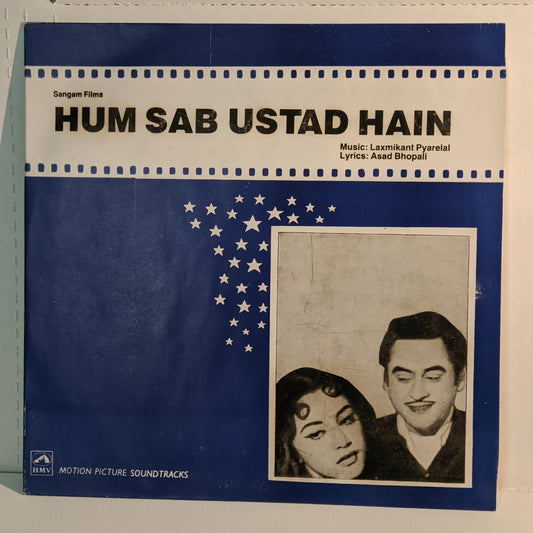 Sangam Films
HUM SAB USTAD HAIN
Music: Laxmikant Pyarelal
Lyrics: Asad Bhopali
HMV
MOTION PICTURE SOUNDTRACKS